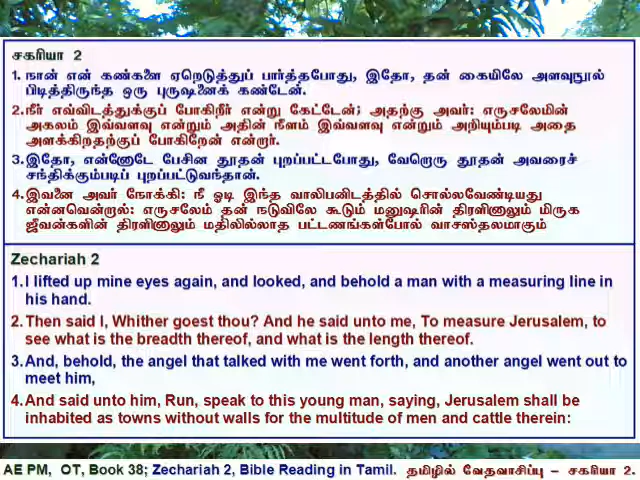 சகரியா 2
1. நான் என் கண்களை ஏறெடுத்துப் பார்த்தபோது, இதோ, தன் கையிலே அளவுநூல்
பிடித்திருந்த ஒரு புருஷனைக் கண்டேன்.
2.நீர் எவ்விடத்துக்குப் போகிறீர் என்று கேட்டேன்; அதற்கு அவர்: எருசலேமின்
அகலம் இவ்வளவு என்றும் அதின் நீளம் இவ்வளவு என்றும் அறியும்படி அதை
அளக்கிறதற்குப் போகிறேன் என்றார்.
3.இதோ, என்னோடே பேசின தூதன் புறப்பட்டபோது, வேறொரு தூதன் அவரைச்
சந்திக்கும்படிப் புறப்பட்டுவந்தான்.
4.இவனை அவர் நோக்கி: நீ ஓடி இந்த வாலிபனிடத்தில் சொல்லவேண்டியது
என்னவென்றால்: எருசலேம் தன் நடுவிலே கூடும் மனுஷரின் திரளினாலும் மிருக
ஜீவன்களின் திரளினாலும் மதிலில்லாத பட்டணங்கள்போல் வாசஸ்தலமாகும்
Zechariah 2
1.I lifted up mine eyes again, and looked, and behold a man with a measuring line in
his hand.
2.Then said I, Whither goest thou? And he said unto me, To measure Jerusalem, to
see what is the breadth thereof, and what is the length thereof.
3.And, behold, the angel that talked with me went forth, and another angel went out to
meet him,
4.And said unto him, Run, speak to this young man, saying, Jerusalem shall be
inhabited as towns without walls for the multitude of men and cattle therein:
AE PM, OT, Book 38; Zechariah 2, Bible Reading in Tamil. தமிழில் வேதவாசிப்பு – சகரியா 2.